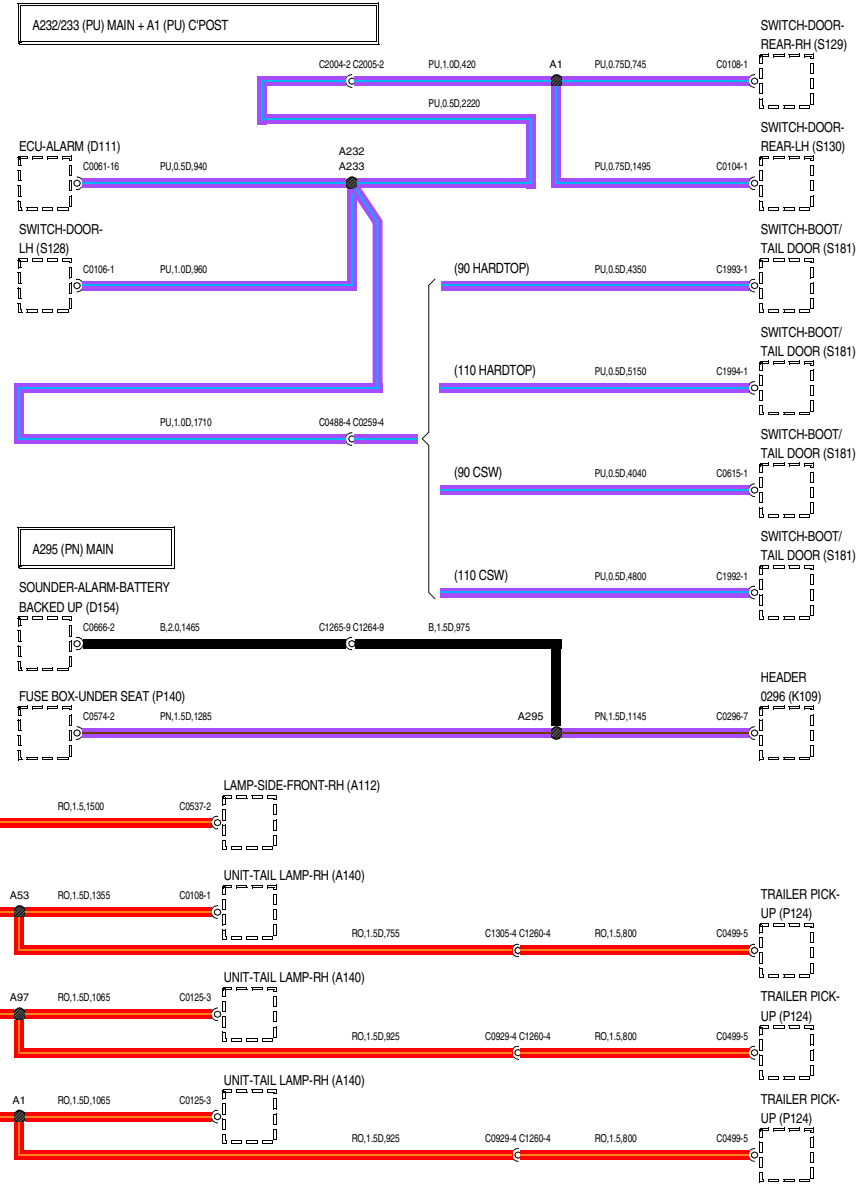 A232/233 (PU) MAIN + A1 (PU) C'POST
SWITCH-DOOR-
REAR-RH (S129)
C2004-2 C2005-2
PU,1.0D,420
A1
PU,0.75D,745
C0108-1
PU,0.5D,2220
SWITCH-DOOR-
REAR-LH (S130)
ECU-ALARM (D111)
A232
A233
C0061-16
PU,0.5D,940
PU,0.75D,1495
C0104-1
SWITCH-DOOR-
LH (S128)
SWITCH-BOOT/
TAIL DOOR (S181)
C0106-1
PU,1.0D,960
(90 HARDTOP)
PU,0.5D,4350
C1993-1
SWITCH-BOOT/
TAIL DOOR (S181)
(110 HARDTOP)
PU,0.5D,5150
C1994-1
PU,1.0D,1710
C0488-4 C0259-4
SWITCH-BOOT/
TAIL DOOR (S181)
(90 CSW)
PU,0.5D,4040
C0615-1
A295 (PN) MAIN
SWITCH-BOOT/
TAIL DOOR (S181)
(110 CSW)
PU,0.5D,4800
C1992-1
SOUNDER-ALARM-BATTERY
BACKED UP (D154)
C0666-2
B,2.0,1465
C1265-9 C1264-9
B,1.5D,975
HEADER
0296 (K109)
FUSE BOX-UNDER SEAT (P140)
C0574-2
PN,1.5D,1285
A295
PN,1.5D,1145
C0296-7
LAMP-SIDE-FRONT-RH (A112)
RO,1.5,1500
C0537-2
UNIT-TAIL LAMP-RH (A140)
A53
RO,1.5D,1355
C0108-1
TRAILER PICK-
UP (P124)
RO,1.5D,755
C1305-4 C1260-4
RO,1.5,800
C0499-5
UNIT-TAIL LAMP-RH (A140)
A97
RO,1.5D,1065
C0125-3
TRAILER PICK-
UP (P124)
RO,1.5D,925
C0929-4 C1260-4
RO,1.5,800
C0499-5
UNIT-TAIL LAMP-RH (A140)
A1
RO,1.5D,1065
C0125-3
TRAILER PICK-
UP (P124)
RO,1.5D,925
C0929-4 C1260-4
RO,1.5,800
C0499-5